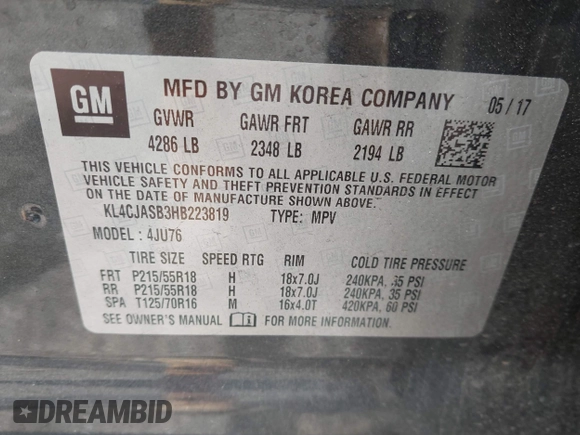 GM
MFD BY GM KOREA COMPANY 05 / 17
GVWR GAWR FRT GAWR RR
4286 LB 2348 LB 2194 LB
THIS VEHICLE CONFORMS TO ALL APPLICABLE U.S. FEDERAL MOTOR
VEHICLE SAFETY AND THEFT PREVENTION STANDARDS IN EFFECT
ON THE DATE OF MANUFACTURE SHOWN ABOVE.
KL4CJASB3HB223819 TYPE: MPV
MODEL: 4JU76
TIRE SIZE SPEED RTG RIM COLD TIRE PRESSURE
FRT P215/55R18 H 18x7.0J 240KPA, 35 PSI
RR P215/55R18 H 18x7.0J 240KPA, 35 PSI
SPA T125/70R16 M 16x4.0T 420KPA, 60 PSI
SEE OWNER'S MANUAL FOR MORE INFORMATION.
DREAMBID